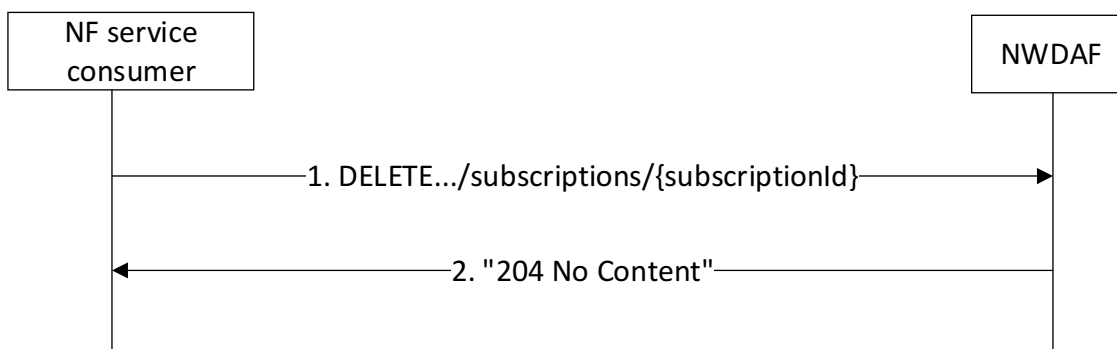 NF service
consumer
NWDAF
1. DELETE.../subscriptions/{subscriptionId}
2. "204 No Content"